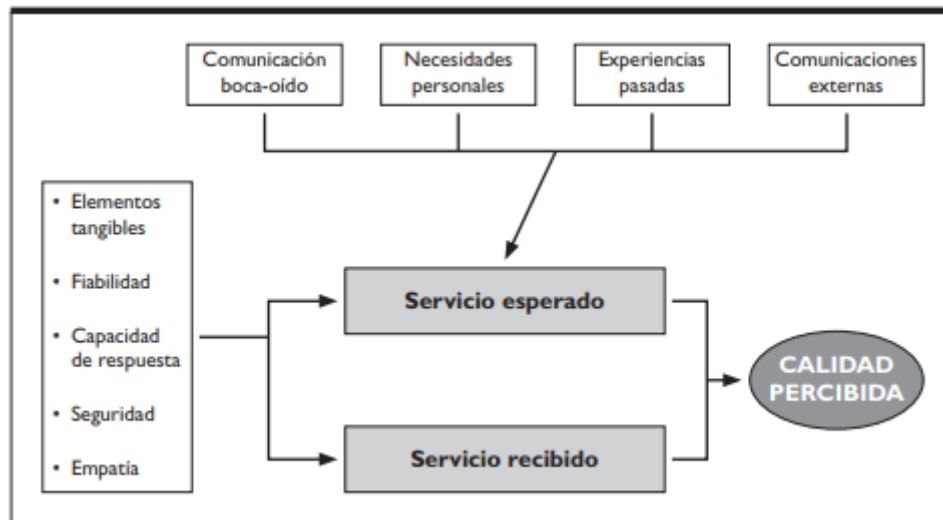 Comunicación
boca-oído
Necesidades
personales
Experiencias
pasadas
Comunicaciones
externas
• Elementos
tangibles
• Fiabilidad
• Capacidad
de respuesta
• Seguridad
• Empatía
Servicio esperado
Servicio recibido
CALIDAD
PERCIBIDA